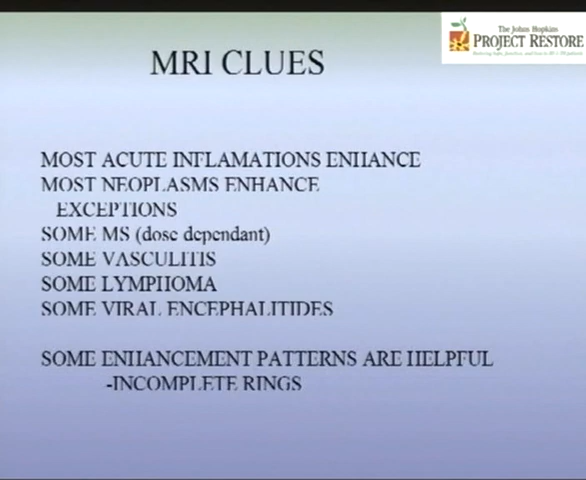 The Johns Hopkins
PROJECT RESTORE
MRI CLUES
MOST ACUTE INFLAMATIONS ENHANCE
MOST NEOPLASMS ENHANCE
EXCEPTIONS
SOME MS (dose dependant)
SOME VASCULITIS
SOME LYMPHOMA
SOME VIRAL ENCEPHALITIDES
SOME ENHANCEMENT PATTERNS ARE HELPFUL
-INCOMPLETE RINGS